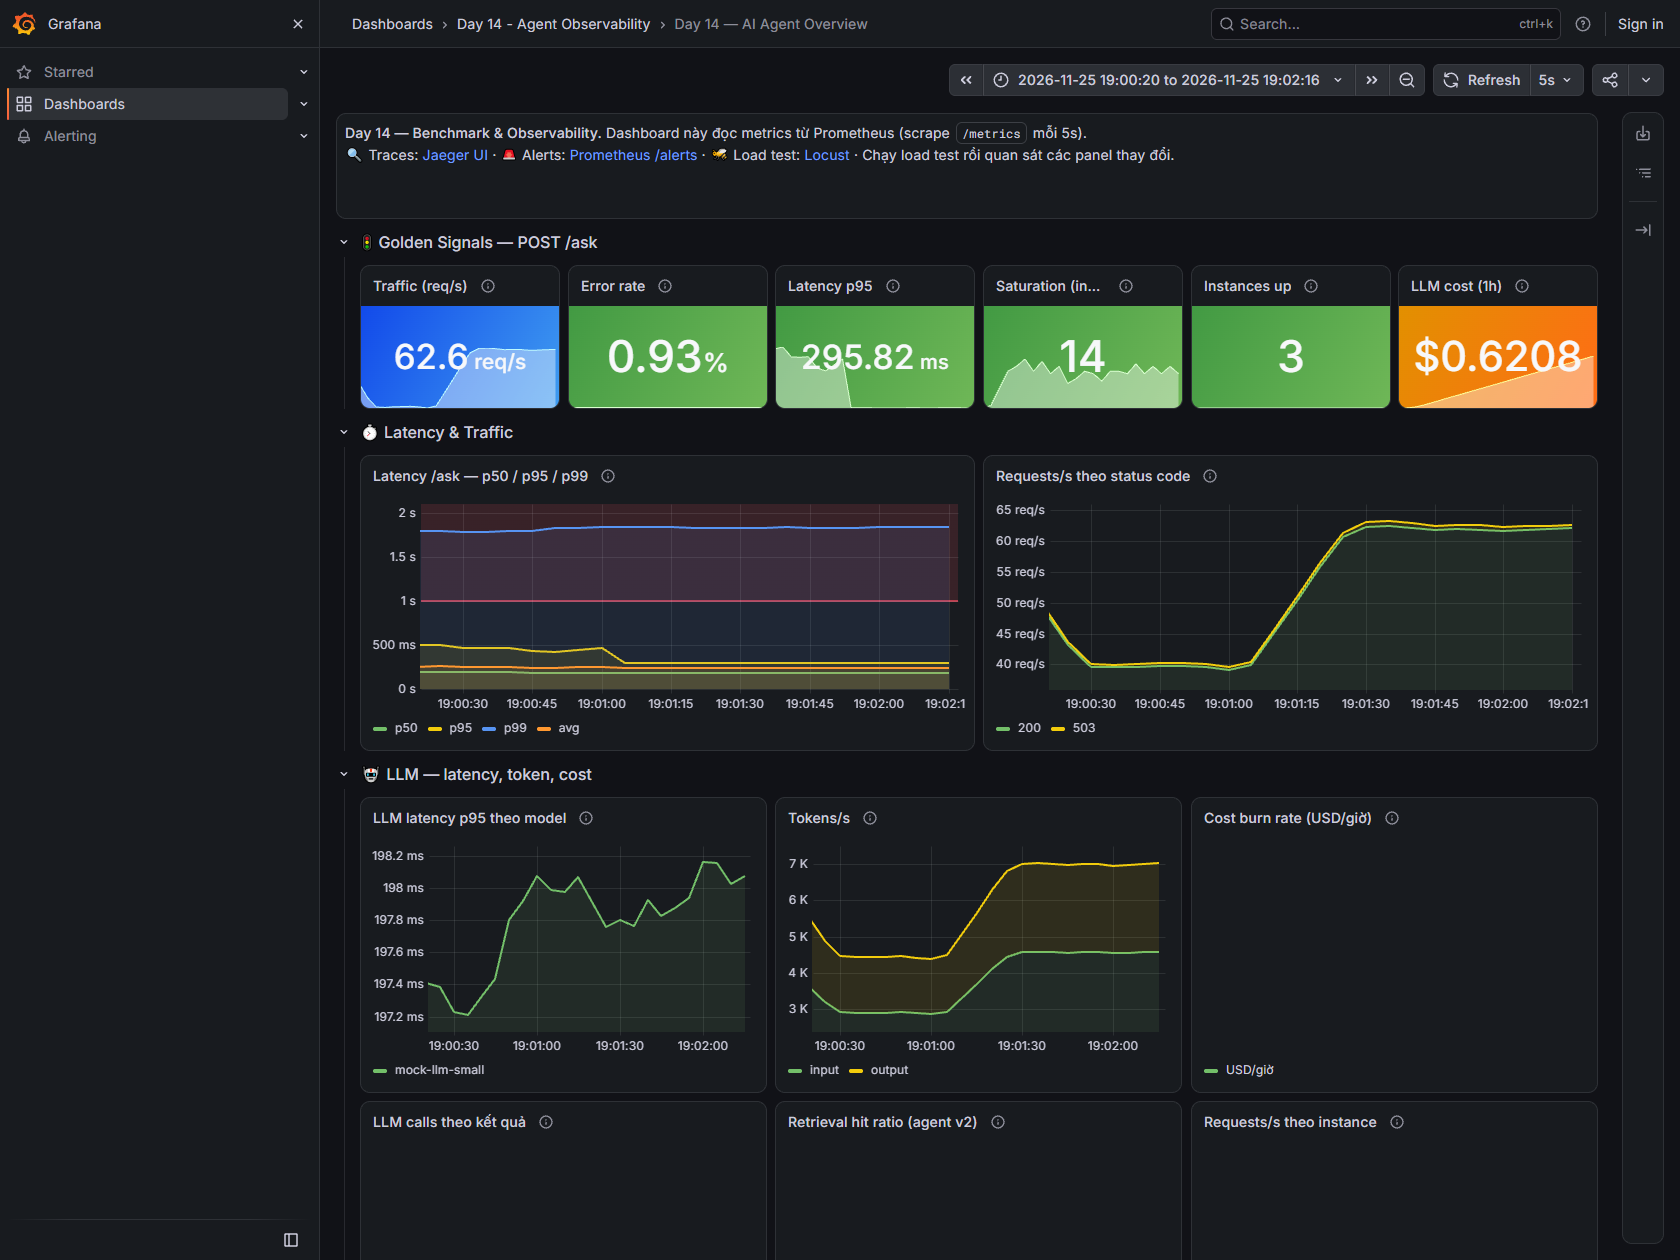 Grafana
Dashboards › Day 14 - Agent Observability › Day 14 — AI Agent Overview
Search...
ctrl+k
Sign in
Starred
Dashboards
Alerting
2026-11-25 19:00:20 to 2026-11-25 19:02:16
Refresh
5s
Day 14 — Benchmark & Observability. Dashboard này đọc metrics từ Prometheus (scrape /metrics mỗi 5s).
Traces: Jaeger UI · Alerts: Prometheus /alerts · Load test: Locust · Chạy load test rồi quan sát các panel thay đổi.
Golden Signals — POST /ask
Traffic (req/s)
62.6 req/s
Error rate
0.93%
Latency p95
295.82 ms
Saturation (in...
14
Instances up
3
LLM cost (1h)
$0.6208
Latency & Traffic
Latency /ask — p50 / p95 / p99
2 s
1.5 s
1 s
500 ms
0 s
19:00:30 19:00:45 19:01:00 19:01:15 19:01:30 19:01:45 19:02:00 19:02:1
p50 p95 p99 avg
Requests/s theo status code
65 req/s
60 req/s
55 req/s
50 req/s
45 req/s
40 req/s
19:00:30 19:00:45 19:01:00 19:01:15 19:01:30 19:01:45 19:02:00 19:02:1
200 503
LLM — latency, token, cost
LLM latency p95 theo model
198.2 ms
198 ms
197.8 ms
197.6 ms
197.4 ms
197.2 ms
19:00:30 19:01:00 19:01:30 19:02:00
mock-llm-small
Tokens/s
7 K
6 K
5 K
4 K
3 K
19:00:30 19:01:00 19:01:30 19:02:00
input output
Cost burn rate (USD/giờ)
USD/giờ
LLM calls theo kết quả
Retrieval hit ratio (agent v2)
Requests/s theo instance